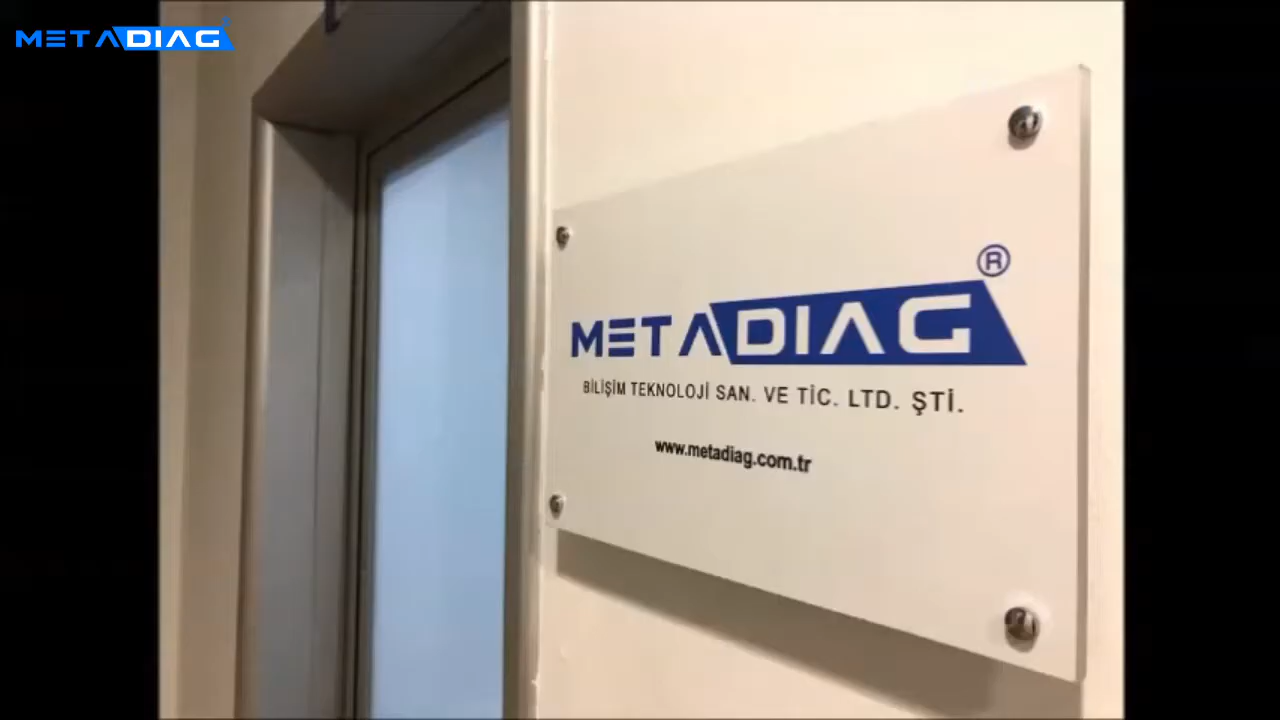 METADIAG
METADIAG®
BİLİŞİM TEKNOLOJİ SAN. VE TİC. LTD. ŞTİ.
www.metadiag.com.tr